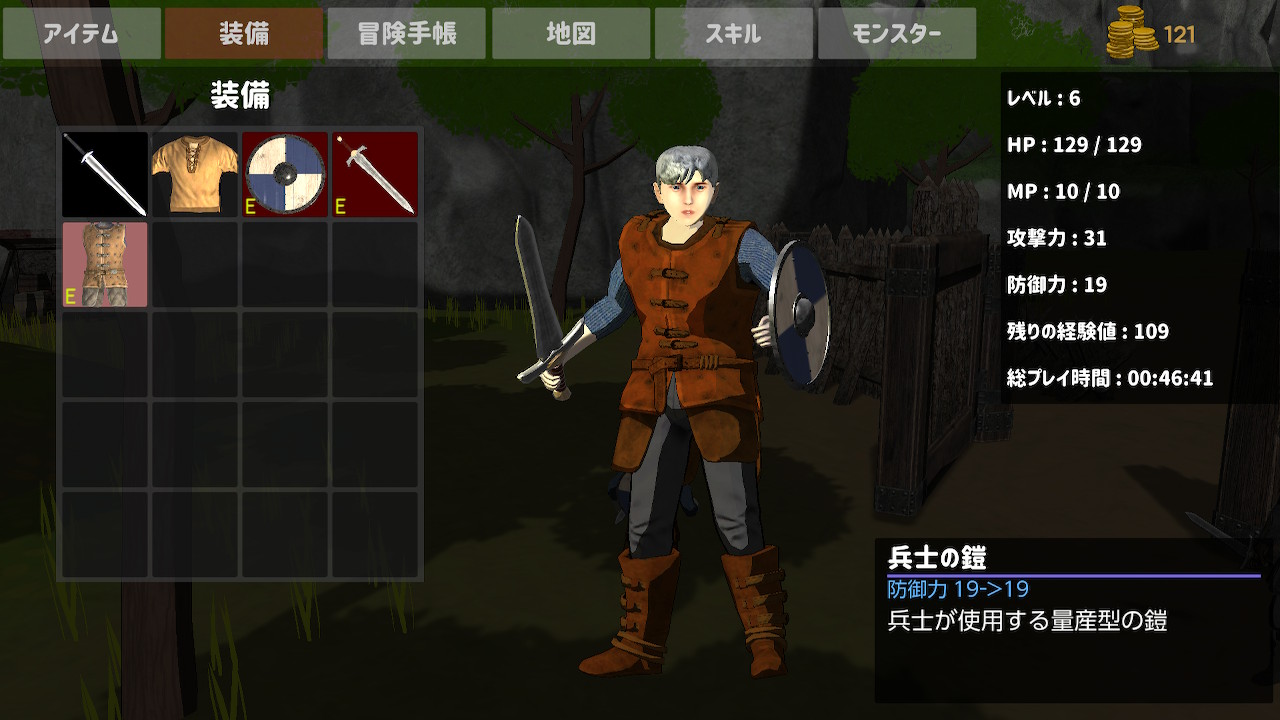 アイテム
装備
冒険手帳
地図
スキル
モンスター
121
装備
E
E
E
レベル : 6
HP : 129 / 129
MP : 10 / 10
攻撃力 : 31
防御力 : 19
残りの経験値 : 109
総プレイ時間 : 00:46:41
兵士の鎧
防御力 19->19
兵士が使用する量産型の鎧